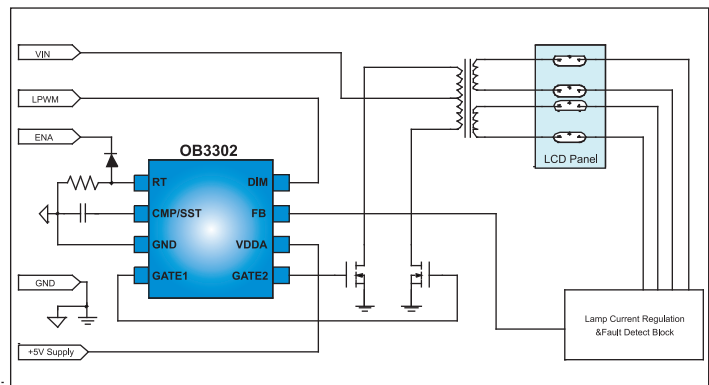 VIN
LPWM
ENA
OB3302
RT
DIM
CMP/SST
FB
GND
VDDA
GATE1
GATE2
LCD Panel
GND
+5V Supply
Lamp Current Regulation
&Fault Detect Block